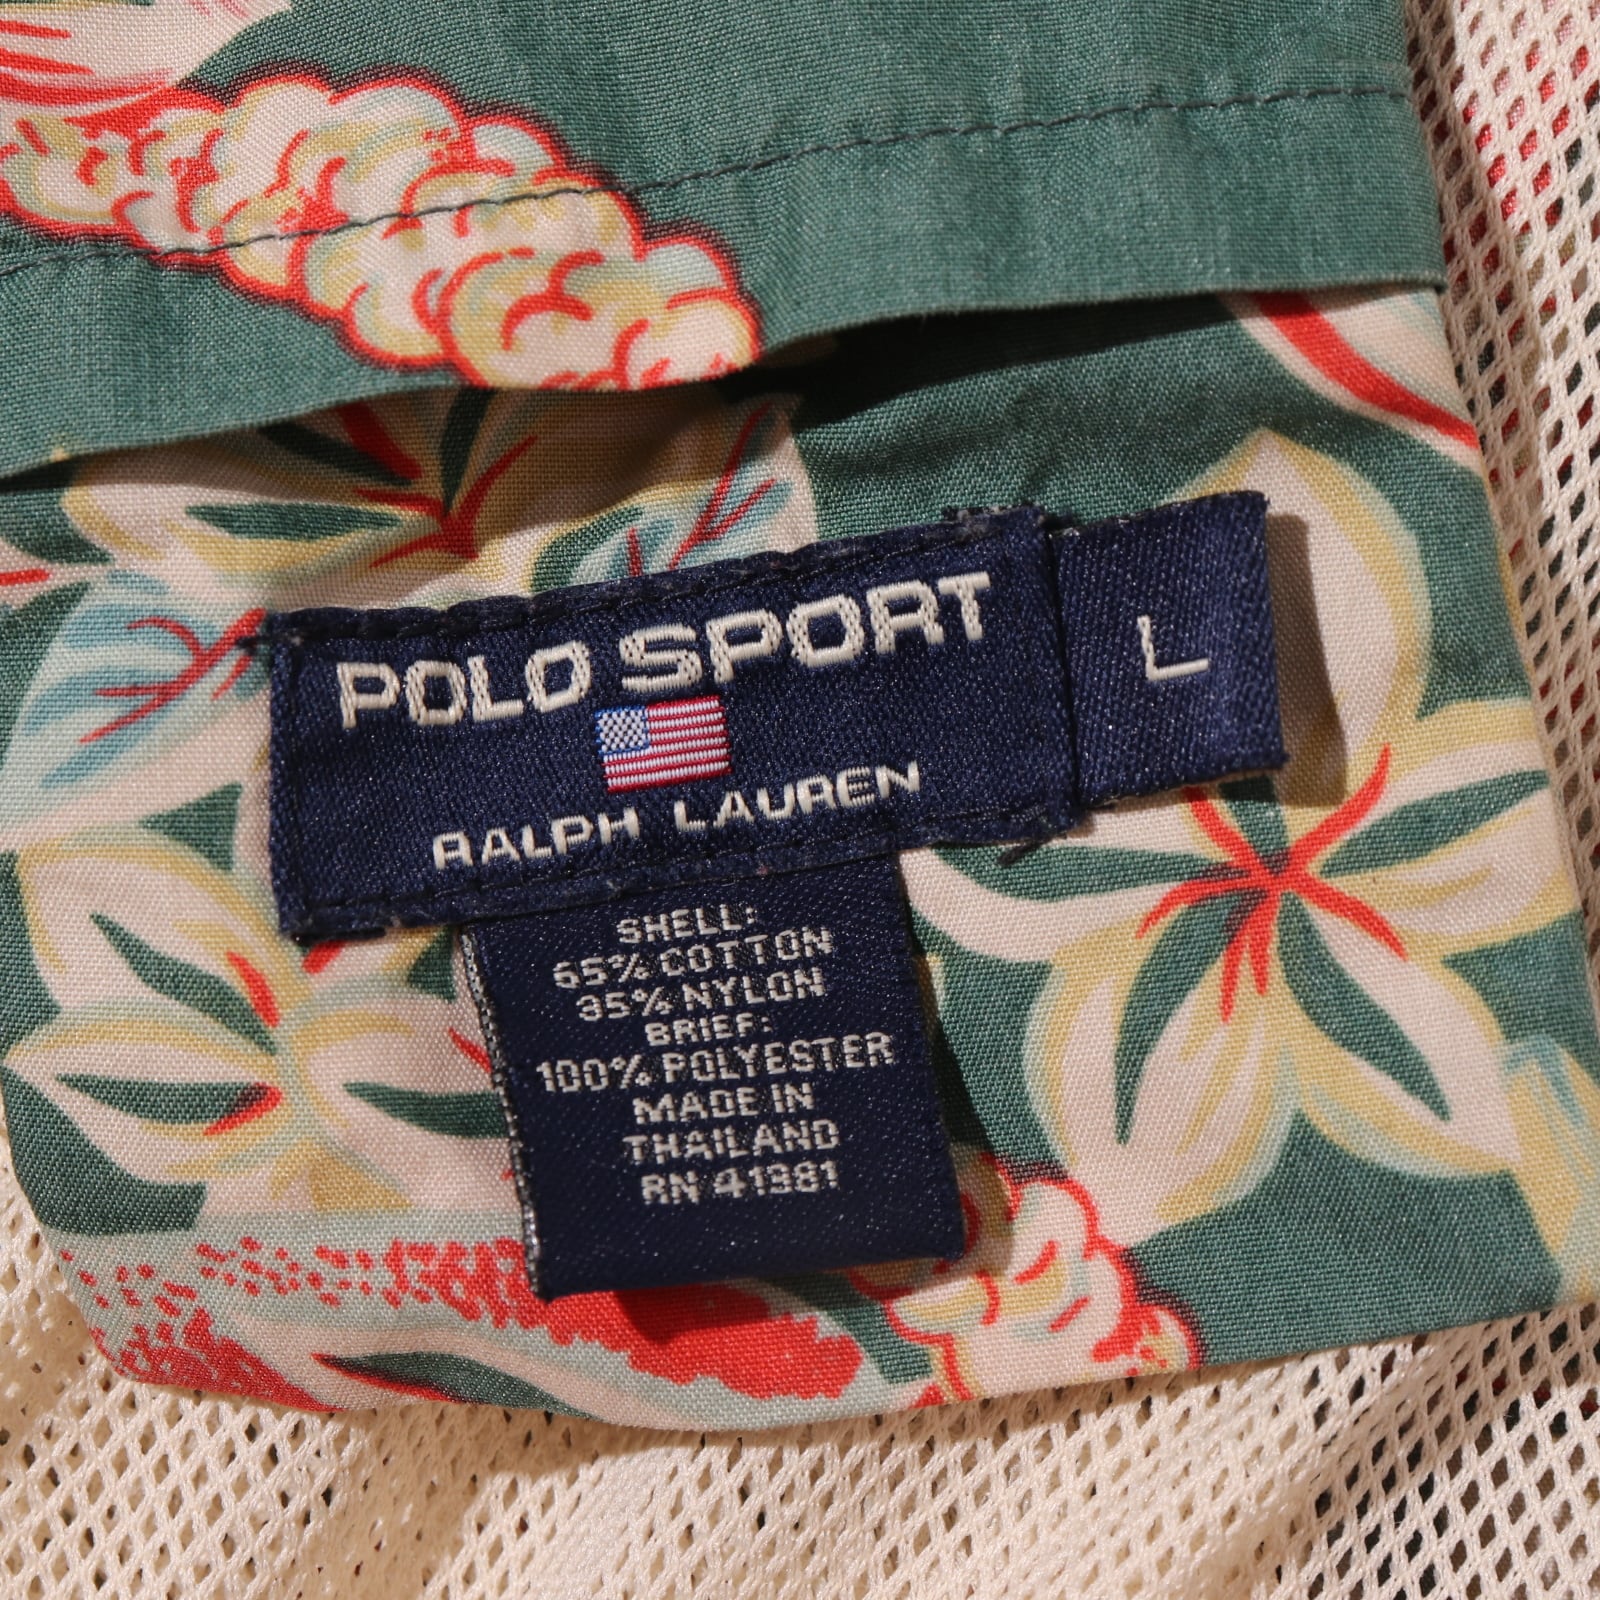 POLO SPORT
RALPH LAUREN
L
SHELL:
65% COTTON
35% NYLON
BRIEF:
100% POLYESTER
MADE IN
THAILAND
RN 41381